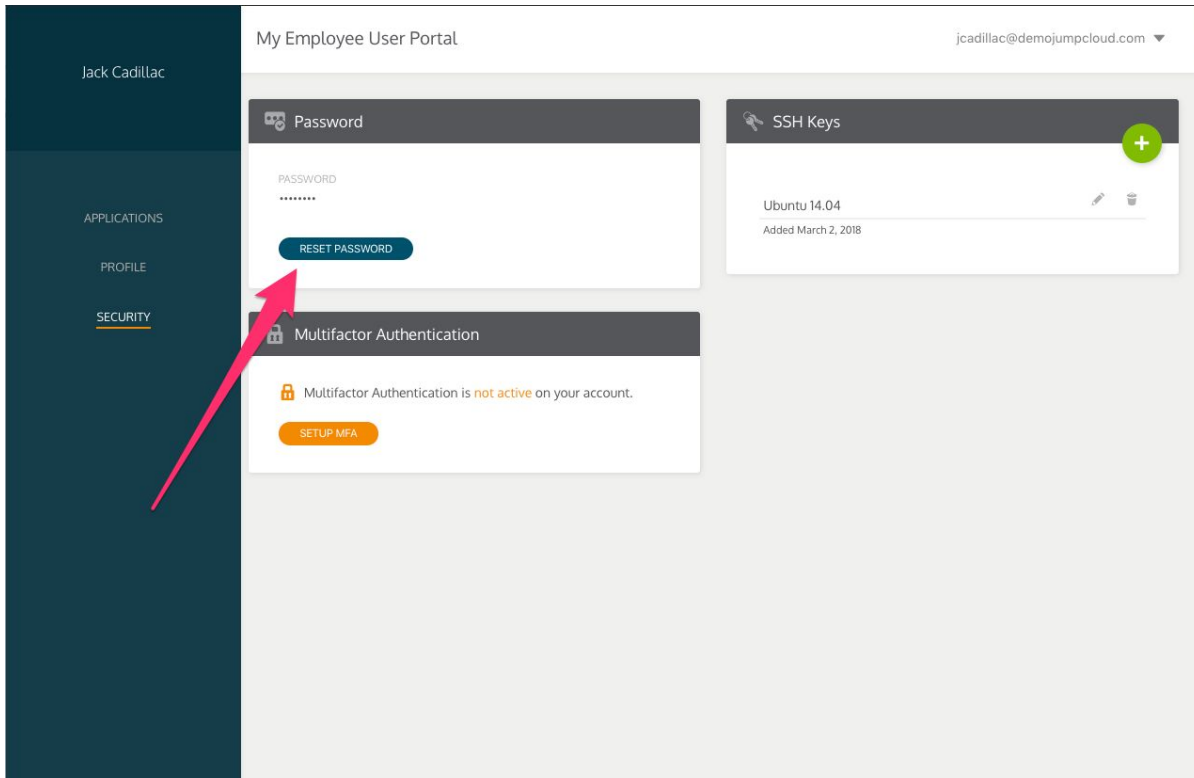 Jack Cadillac
APPLICATIONS
PROFILE
SECURITY
My Employee User Portal
jcadillac@demojumpcloud.com
Password
PASSWORD
••••••••
RESET PASSWORD
Multifactor Authentication
Multifactor Authentication is not active on your account.
SETUP MFA
SSH Keys
+
Ubuntu 14.04
Added March 2, 2018